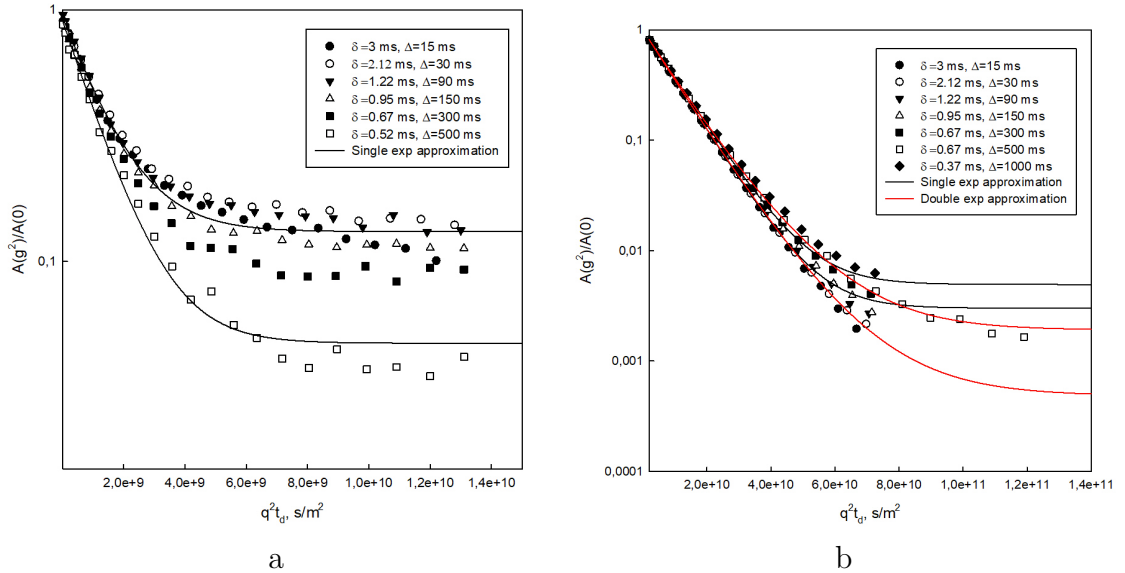 1
0,1
A(g²)/A(0)
δ=3 ms, Δ=15 ms
δ=2.12 ms, Δ=30 ms
δ=1.22 ms, Δ=90 ms
δ=0.95 ms, Δ=150 ms
δ=0.67 ms, Δ=300 ms
δ=0.52 ms, Δ=500 ms
Single exp approximation
2,0e+9 4,0e+9 6,0e+9 8,0e+9 1,0e+10 1,2e+10 1,4e+10
q²t_d, s/m²
a
1
0,1
0,01
0,001
0,0001
A(g²)/A(0)
δ=3 ms, Δ=15 ms
δ=2.12 ms, Δ=30 ms
δ=1.22 ms, Δ=90 ms
δ=0.95 ms, Δ=150 ms
δ=0.67 ms, Δ=300 ms
δ=0.67 ms, Δ=500 ms
δ=0.37 ms, Δ=1000 ms
Single exp approximation
Double exp approximation
2,0e+10 4,0e+10 6,0e+10 8,0e+10 1,0e+11 1,2e+11 1,4e+11
q²t_d, s/m²
b